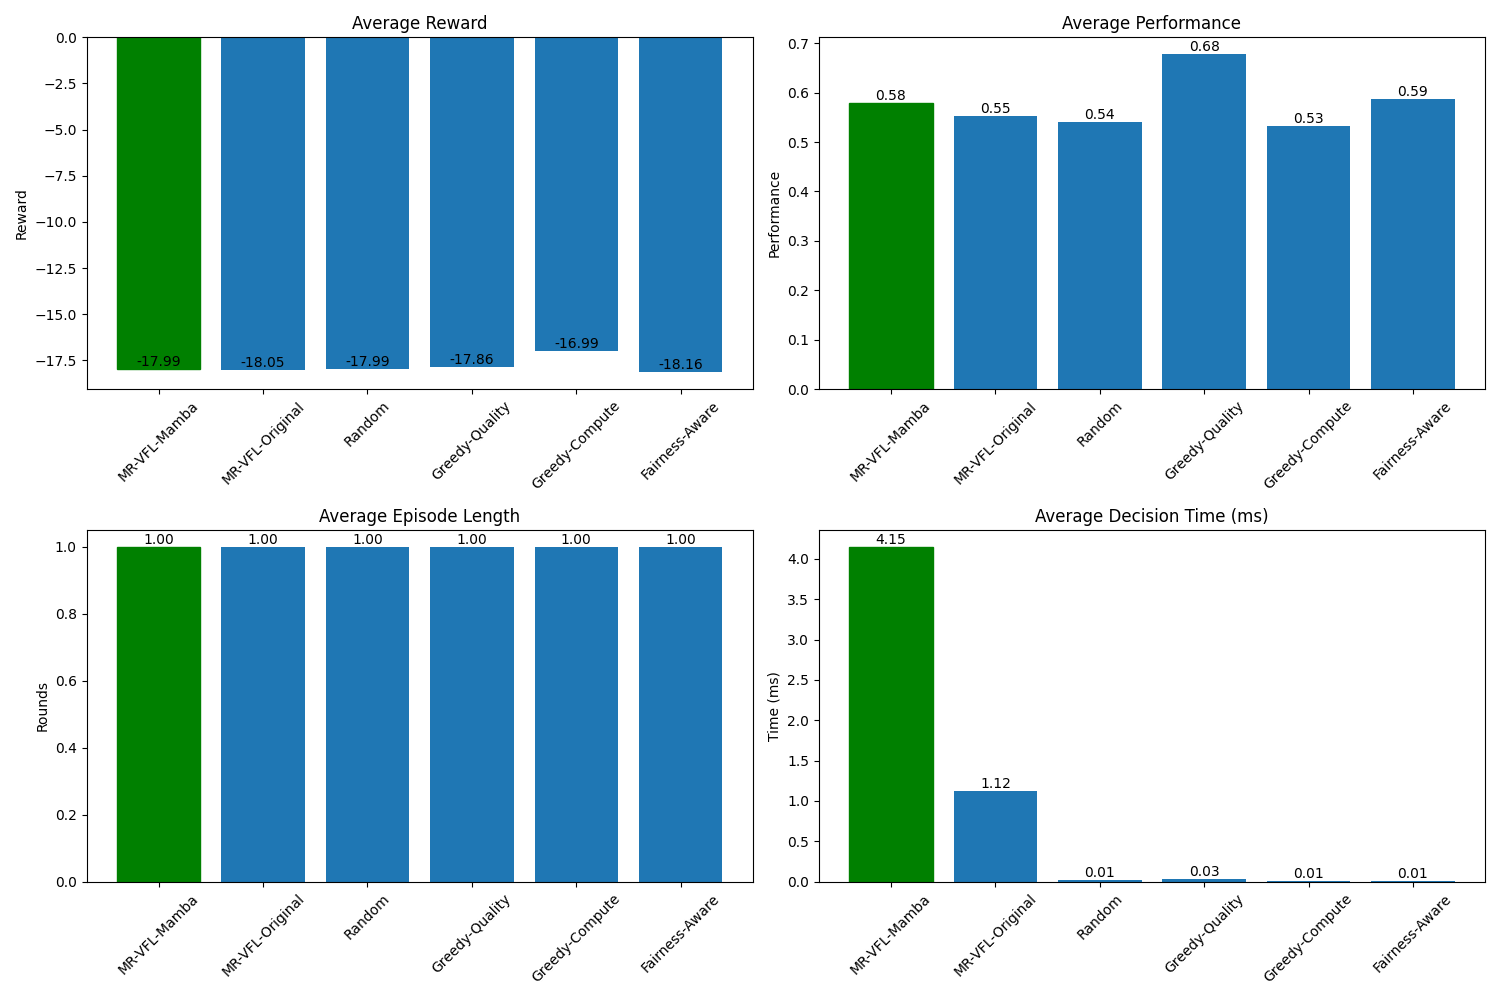 Average Reward
Reward
0.0
−2.5
−5.0
−7.5
−10.0
−12.5
−15.0
−17.5
-17.99
-18.05
-17.99
-17.86
-16.99
-18.16
MR-VFL-Mamba
MR-VFL-Original
Random
Greedy-Quality
Greedy-Compute
Fairness-Aware
Average Performance
Performance
0.7
0.6
0.5
0.4
0.3
0.2
0.1
0.0
0.58
0.55
0.54
0.68
0.53
0.59
MR-VFL-Mamba
MR-VFL-Original
Random
Greedy-Quality
Greedy-Compute
Fairness-Aware
Average Episode Length
Rounds
1.0
0.8
0.6
0.4
0.2
0.0
1.00
1.00
1.00
1.00
1.00
1.00
MR-VFL-Mamba
MR-VFL-Original
Random
Greedy-Quality
Greedy-Compute
Fairness-Aware
Average Decision Time (ms)
Time (ms)
4.0
3.5
3.0
2.5
2.0
1.5
1.0
0.5
0.0
4.15
1.12
0.01
0.03
0.01
0.01
MR-VFL-Mamba
MR-VFL-Original
Random
Greedy-Quality
Greedy-Compute
Fairness-Aware